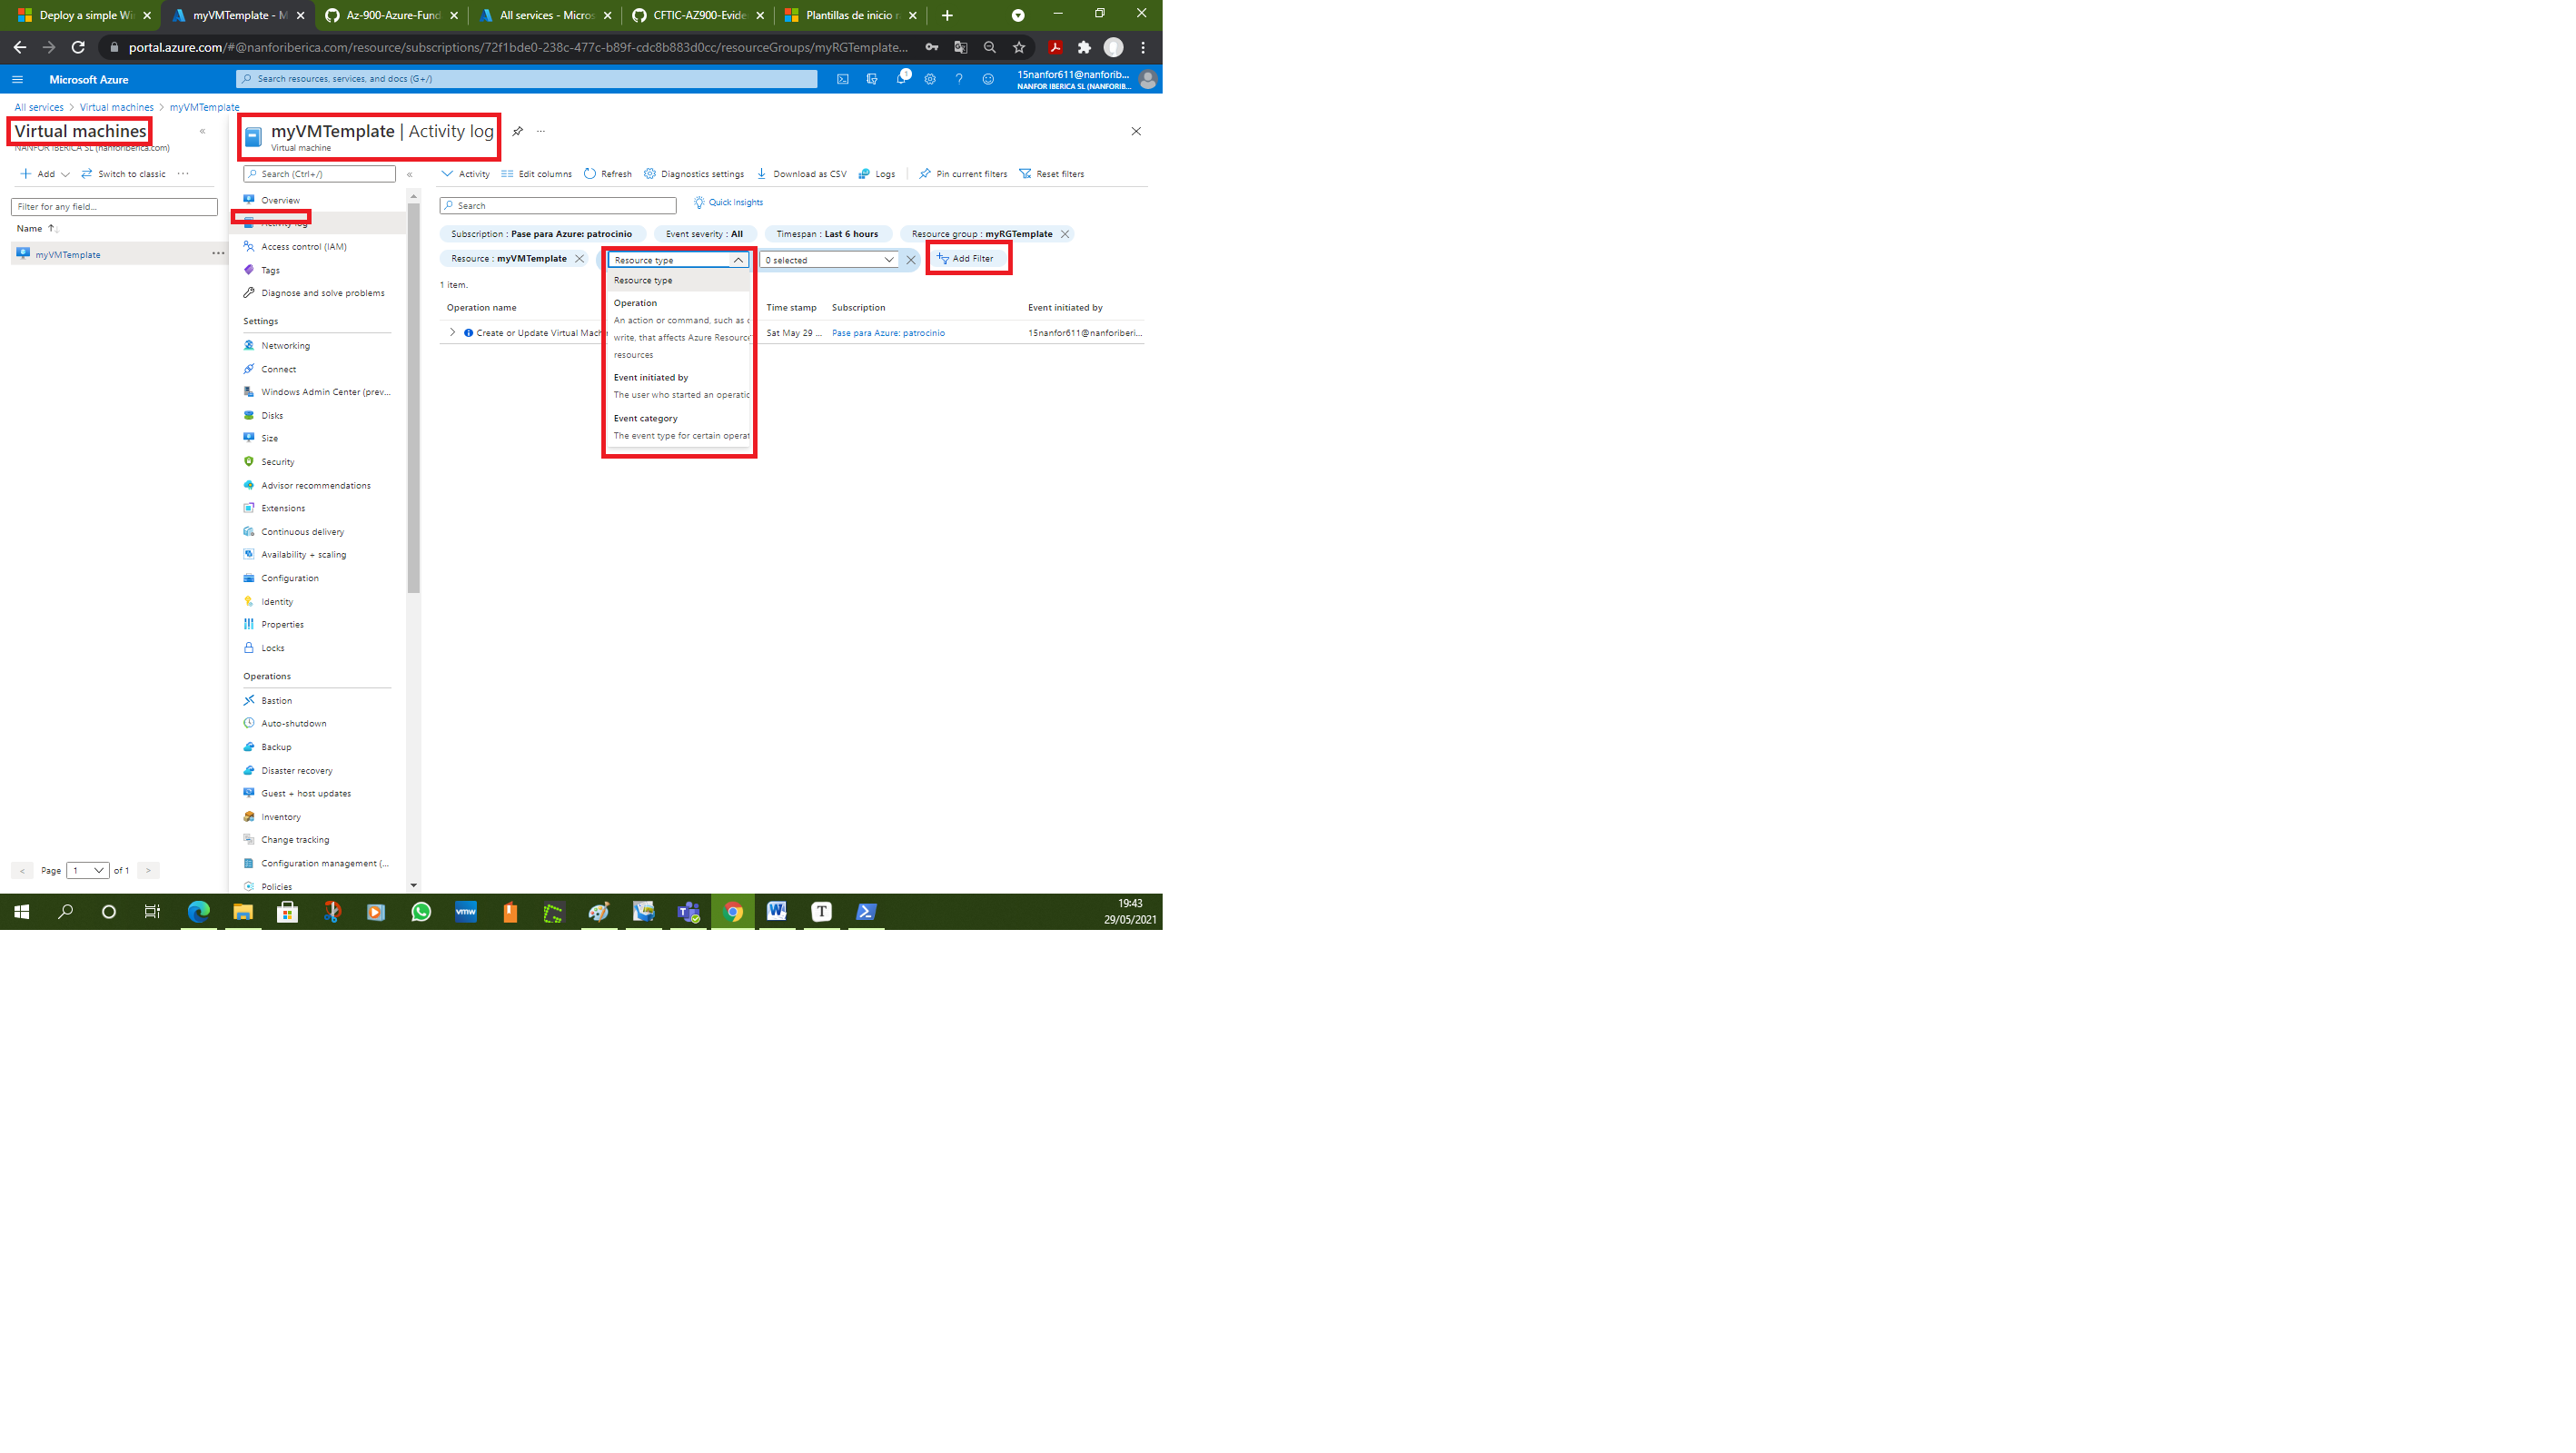 Deploy a simple Wi
myVMTemplate - M
Az-900-Azure-Fund
All services - Micros
CFTIC-AZ900-Evide
Plantillas de inicio r
portal.azure.com/#@nanforiberica.com/resource/subscriptions/72f1bde0-238c-477c-b89f-cdc8b883d0cc/resourceGroups/myRGTemplate...
Microsoft Azure
Search resources, services, and docs (G+/)
1
15nanfor611@nanforib...
NANFOR IBERICA SL (NANFORIB...
All services > Virtual machines > myVMTemplate
Virtual machines
NANFOR IBERICA SL (nanforiberica.com)
Add
Switch to classic
Filter for any field...
Name
myVMTemplate
Page 1 of 1
myVMTemplate | Activity log
Virtual machine
Search (Ctrl+/)
Overview
Activity log
Access control (IAM)
Tags
Diagnose and solve problems
Settings
Networking
Connect
Windows Admin Center (prev...
Disks
Size
Security
Advisor recommendations
Extensions
Continuous delivery
Availability + scaling
Configuration
Identity
Properties
Locks
Operations
Bastion
Auto-shutdown
Backup
Disaster recovery
Guest + host updates
Inventory
Change tracking
Configuration management (...
Policies
Activity
Edit columns
Refresh
Diagnostics settings
Download as CSV
Logs
Pin current filters
Reset filters
Search
Quick Insights
Subscription : Pase para Azure: patrocinio
Event severity : All
Timespan : Last 6 hours
Resource group : myRGTemplate
Resource : myVMTemplate
Resource type
0 selected
Add Filter
Resource type
Operation
An action or command, such as c
write, that affects Azure Resource
resources
Event initiated by
The user who started an operatio
Event category
The event type for certain operat
1 item.
Operation name
Time stamp
Subscription
Event initiated by
Create or Update Virtual Machi
Sat May 29 ...
Pase para Azure: patrocinio
15nanfor611@nanforiberi...
vmw
19:43
29/05/2021